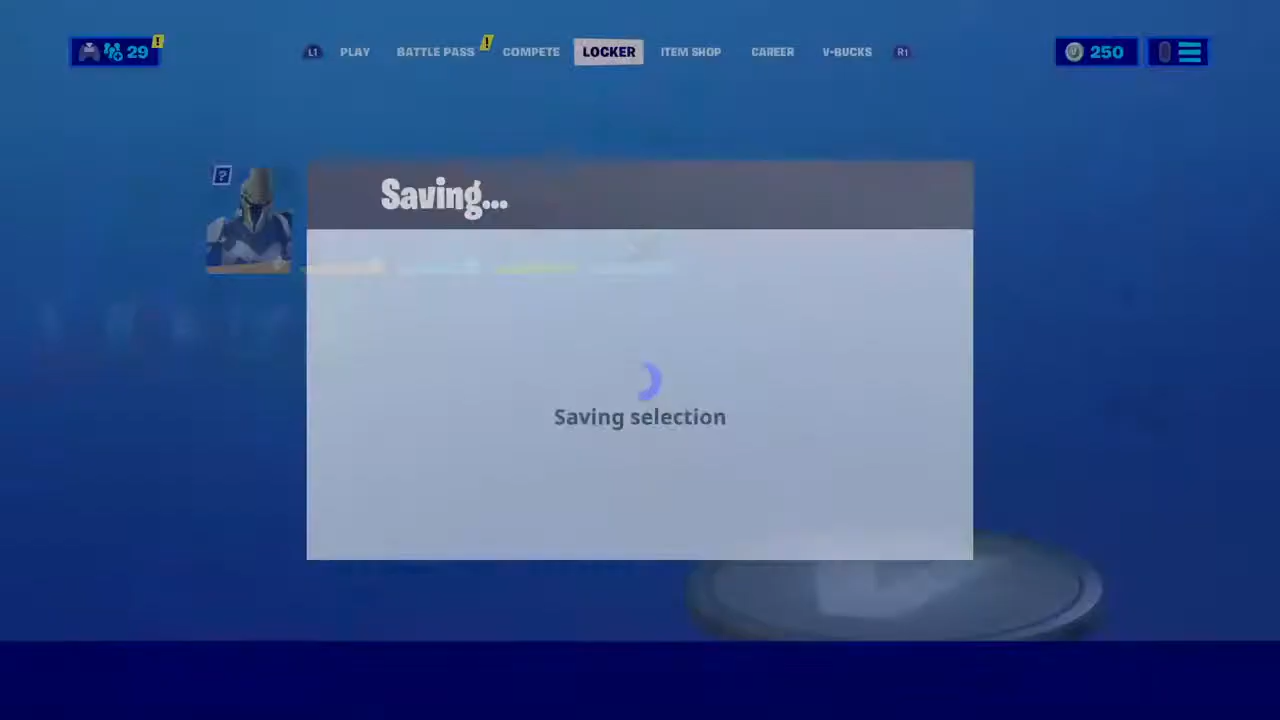 29 !
L1 PLAY BATTLE PASS ! COMPETE LOCKER ITEM SHOP CAREER V-BUCKS R1
250
?
Saving...
Saving selection